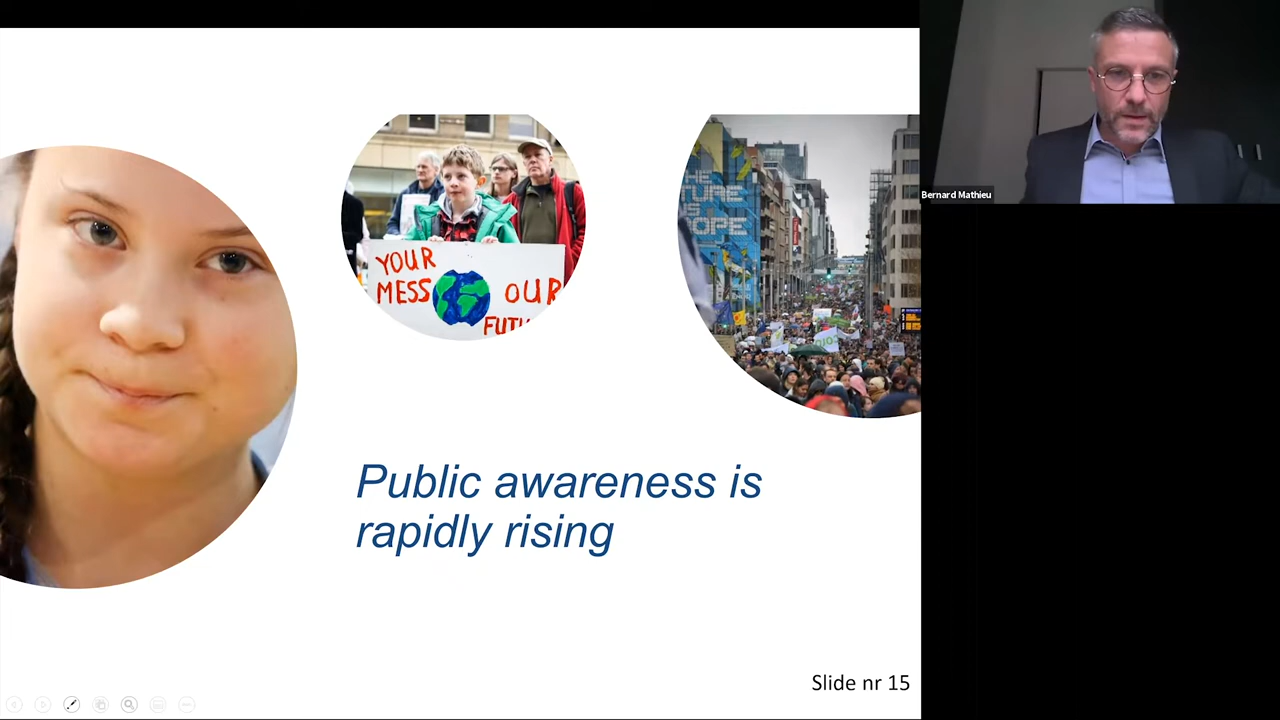 YOUR
MESS OUR
Public awareness is
rapidly rising
Slide nr 15
Bernard Mathieu